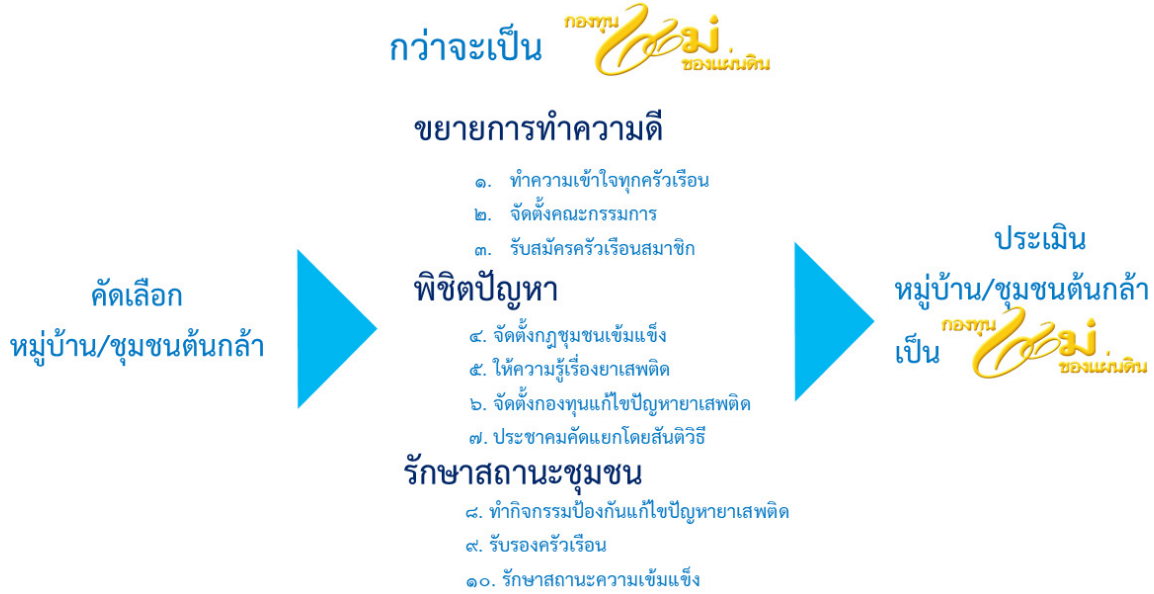 กว่าจะเป็น กองทุนแม่ของแผ่นดิน
ขยายการทำความดี
๑. ทำความเข้าใจทุกครัวเรือน
๒. จัดตั้งคณะกรรมการ
๓. รับสมัครครัวเรือนสมาชิก
คัดเลือก
หมู่บ้าน/ชุมชนต้นกล้า
พิชิตปัญหา
๔. จัดตั้งกฎชุมชนเข้มแข็ง
๕. ให้ความรู้เรื่องยาเสพติด
๖. จัดตั้งกองทุนแก้ไขปัญหายาเสพติด
๗. ประชาคมคัดแยกโดยสันติวิธี
รักษาสถานะชุมชน
๘. ทำกิจกรรมป้องกันแก้ไขปัญหายาเสพติด
๙. รับรองครัวเรือน
๑๐. รักษาสถานะความเข้มแข็ง
ประเมิน
หมู่บ้าน/ชุมชนต้นกล้า
เป็น กองทุนแม่ของแผ่นดิน